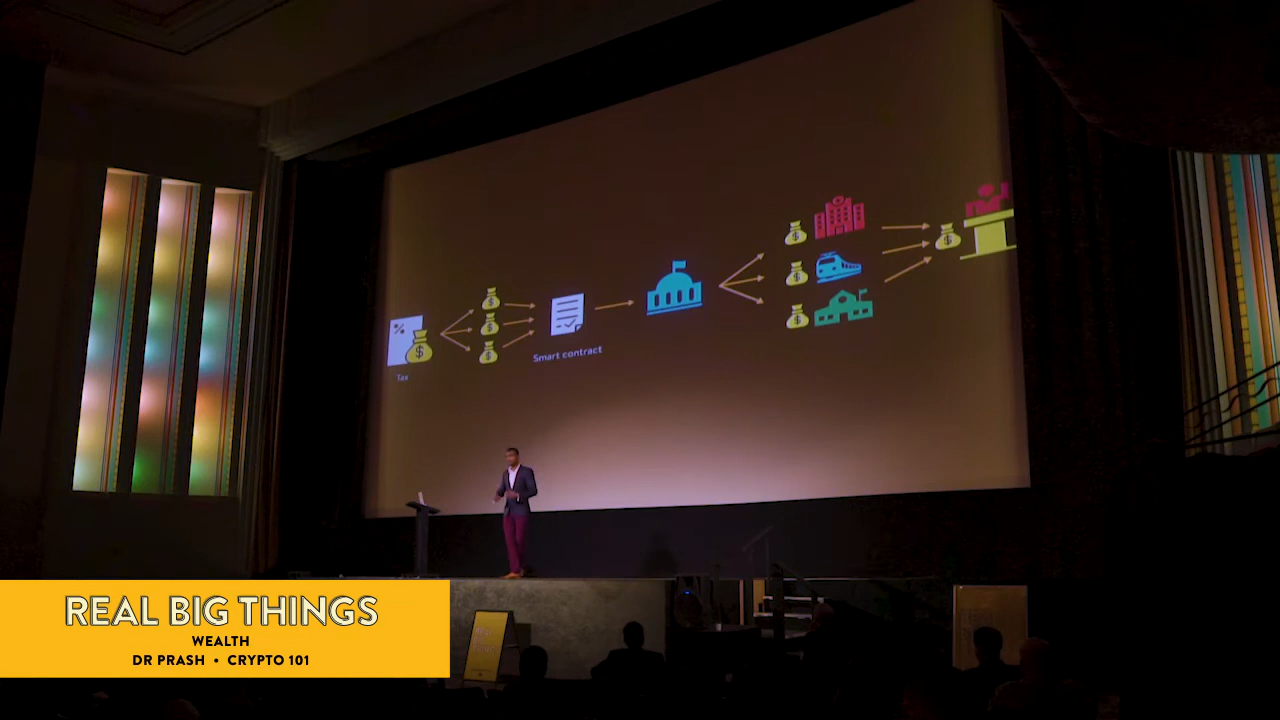 Tax
Smart contract
REAL BIG THINGS
WEALTH
DR PRASH • CRYPTO 101